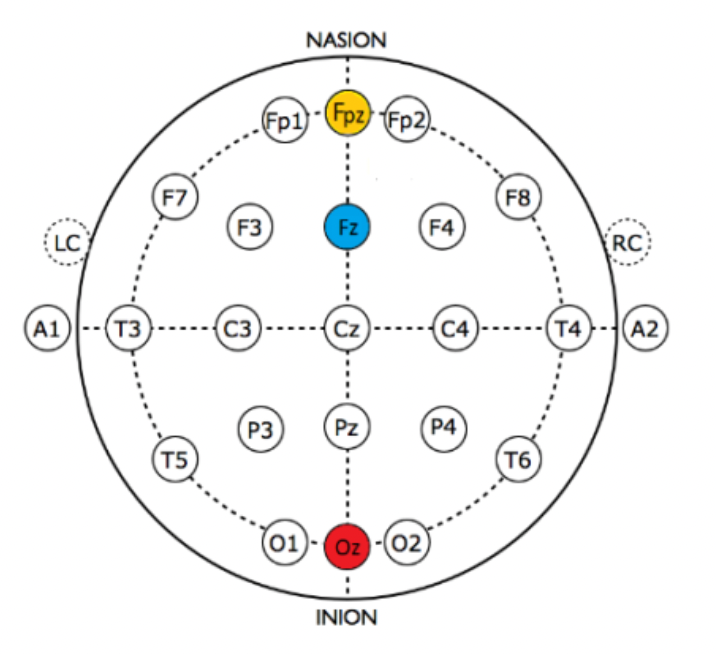 NASION
Fp1 Fpz Fp2
F7 F8
F3 Fz F4
LC RC
A1 T3 C3 Cz C4 T4 A2
P3 Pz P4
T5 T6
O1 Oz O2
INION